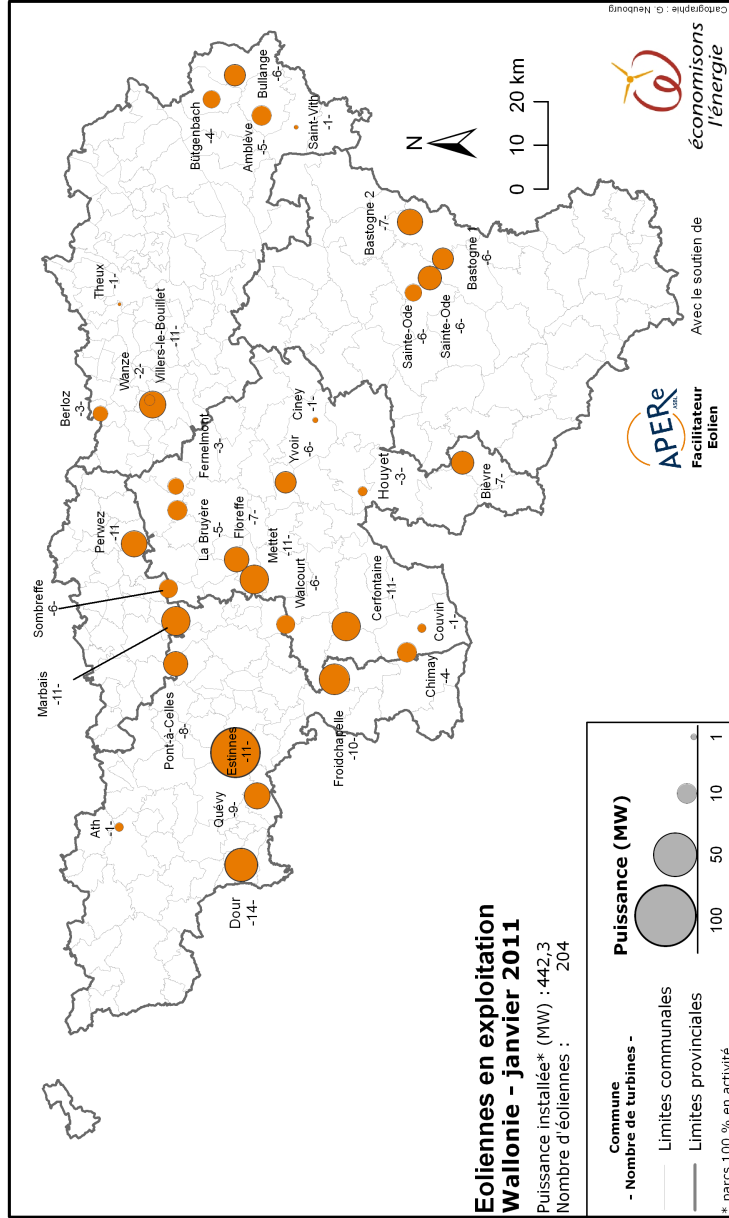 Eoliennes en exploitation
Wallonie - janvier 2011
Puissance installée* (MW) : 442,3
Nombre d'éoliennes : 204
Commune
- Nombre de turbines -
Limites communales
Limites provinciales
* parcs 100 % en activité
Puissance (MW)
100
50
10
1
Ath
-1-
Dour
-14-
Quévy
-9-
Estinnes
-11-
Pont-à-Celles
-8-
Marbais
-11-
Sombreffe
-6-
Perwez
-11
Froidchapelle
-10-
Chimay
-4-
Couvin
-1-
Cerfontaine
-11-
Walcourt
-6-
Mettet
-11-
Floreffe
-7-
La Bruyère
-5-
Fernelmont
-3-
Yvoir
-6-
Houyet
-3-
Ciney
-1-
Bièvre
-7-
Berloz
-3-
Wanze
-2-
Villers-le-Bouillet
-11-
Theux
-1-
Sainte-Ode
-6-
Sainte-Ode
-6-
Bastogne 1
-6-
Bastogne 2
-7-
Bütgenbach
-4-
Bullange
-6-
Amblève
-5-
Saint-Vith
-1-
N
0
10
20 km
APERe
ASBL
Facilitateur
Eolien
Avec le soutien de
économisons
l'énergie
Cartographie : G. Neubourg